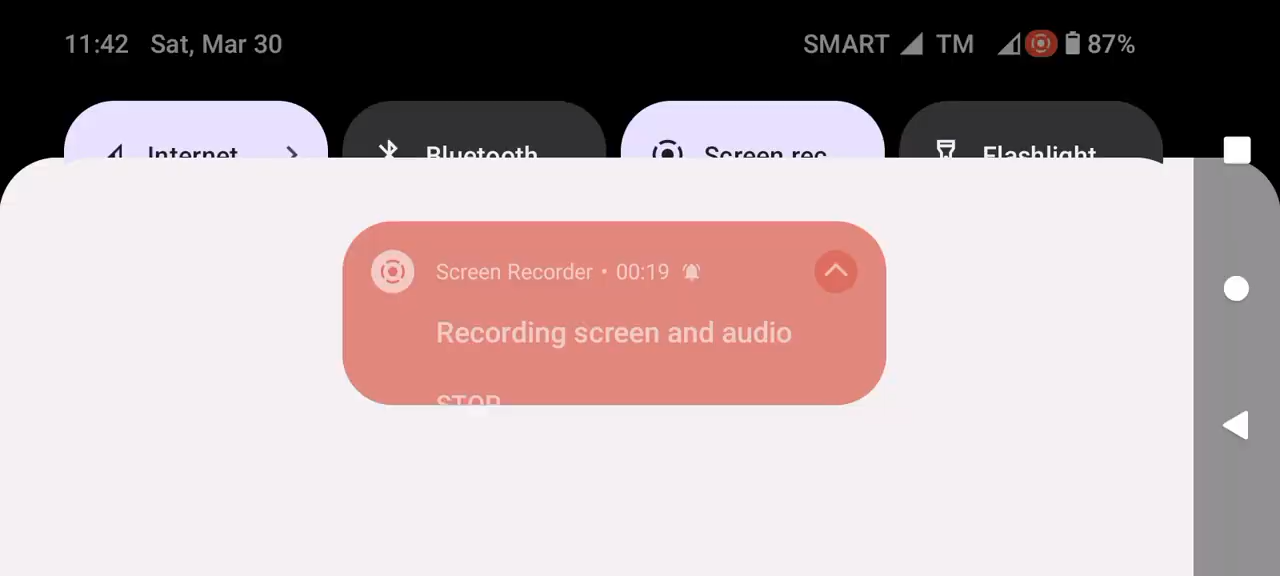 11:42 Sat, Mar 30 SMART TM 87%
Internet Bluetooth Screen rec Flashlight
Screen Recorder • 00:19
Recording screen and audio
STOP